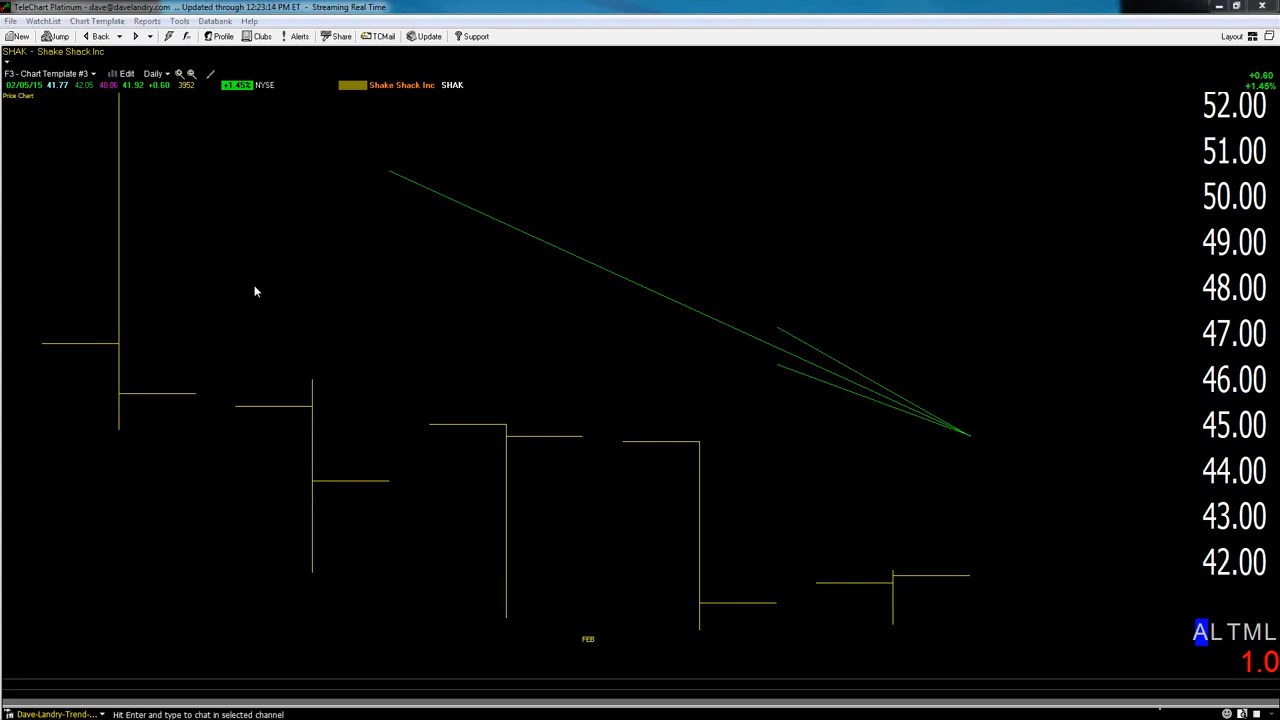 TeleChart Platinum - dave@davelandry.com ... Updated through 12:23:14 PM ET - Streaming Real Time
File WatchList Chart Template Reports Tools Databank Help
New Jump Back Profile Clubs Alerts Share TCMail Update Support Layout
SHAK - Shake Shack Inc
F3 - Chart Template #3 Edit Daily
+0.60
02/05/15 41.77 42.05 40.86 41.92 +0.60 3952 +1.45% NYSE Shake Shack Inc SHAK +1.45%
Price Chart
52.00
51.00
50.00
49.00
48.00
47.00
46.00
45.00
44.00
43.00
42.00
ALTML
FEB
1.0
Dave-Landry-Trend-... Hit Enter and type to chat in selected channel